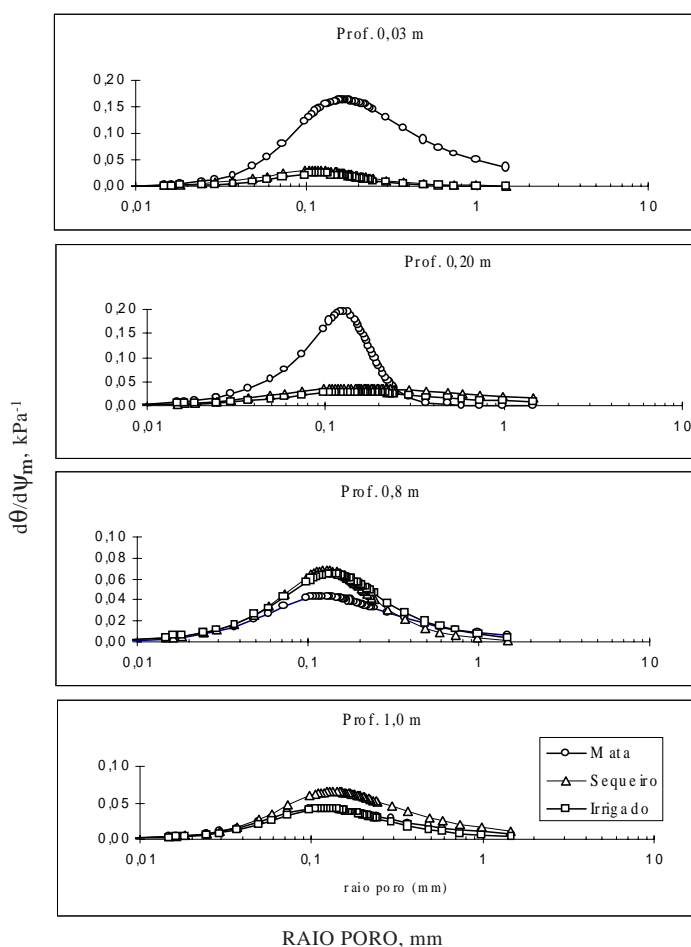 Prof. 0,03 m
0,20
0,15
0,10
0,05
0,00
0,01 0,1 1 10
Prof. 0,20 m
0,20
0,15
0,10
0,05
0,00
0,01 0,1 1 10
dθ/dψm, kPa-1
Prof. 0,8 m
0,10
0,08
0,06
0,04
0,02
0,00
0,01 0,1 1 10
Prof. 1,0 m
Mata
Sequeiro
Irrigado
0,10
0,05
0,00
0,01 0,1 1 10
raio poro (mm)
RAIO PORO, mm